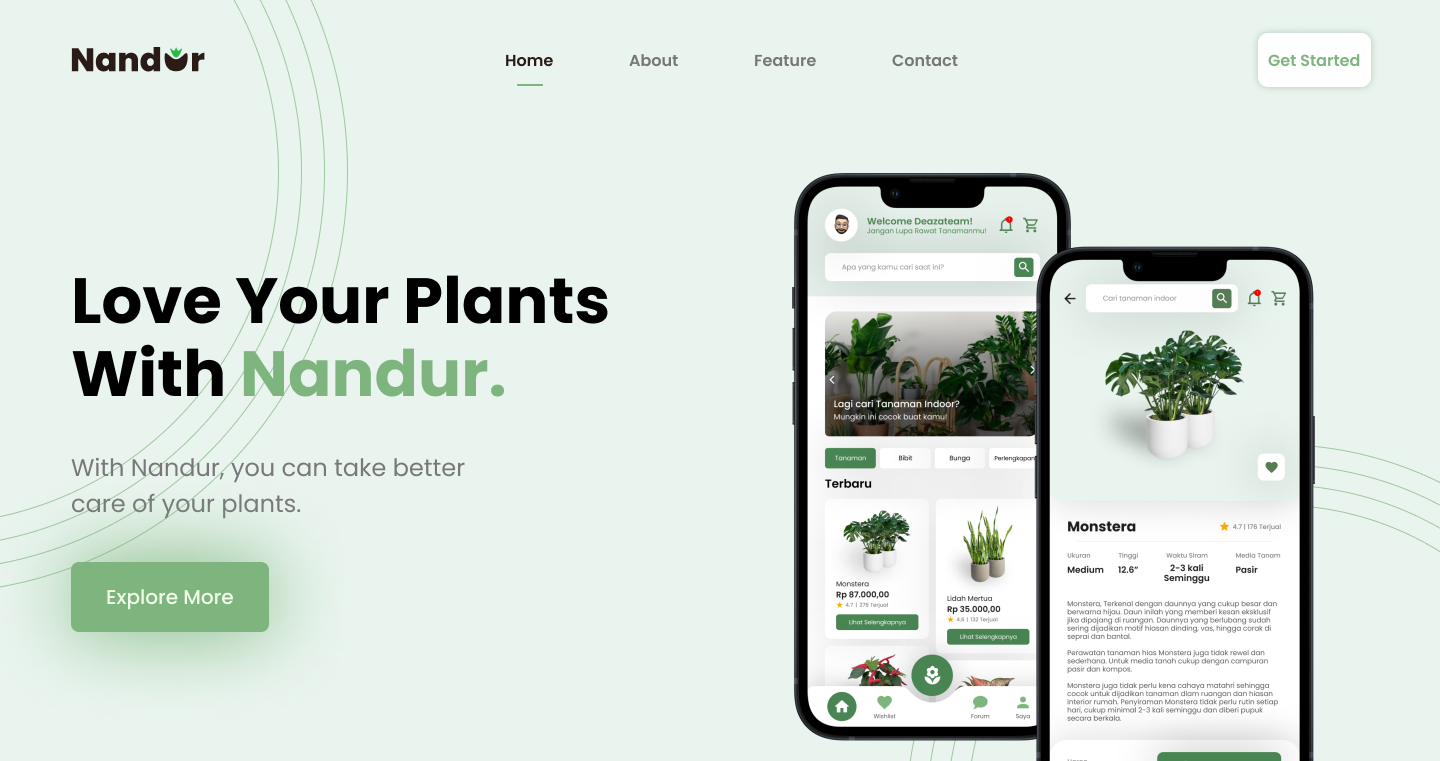 Nandur
Home
About
Feature
Contact
Get Started
Love Your Plants
With Nandur.
With Nandur, you can take better
care of your plants.
Explore More
Welcome Deazateam!
Jangan Lupa Rawat Tanamanmu!
Apa yang kamu cari saat ini?
Lagi cari Tanaman Indoor?
Mungkin ini cocok buat kamu!
Tanaman
Bibit
Bunga
Perlengkapan
Terbaru
Monstera
Rp 87.000,00
4.7 | 276 Terjual
Lihat Selengkapnya
Lidah Mertua
Rp 35.000,00
4.6 | 132 Terjual
Lihat Selengkapnya
Wishlist
Forum
Saya
Cari tanaman indoor
Monstera
4.7 | 176 Terjual
Ukuran
Tinggi
Waktu Siram
Media Tanam
Medium
12.6”
2-3 kali
Seminggu
Pasir
Monstera, Terkenal dengan daunnya yang cukup besar dan
berwarna hijau. Daun inilah yang memberi kesan eksklusif
jika dipajang di ruangan. Daunnya yang berlubang sudah
sering dijadikan motif hiasan dinding, vas, hingga corak di
seprai dan bantal.
Perawatan tanaman hias Monstera juga tidak rewel dan
sederhana. Untuk media tanah cukup dengan campuran
pasir dan kompos.
Monstera juga tidak perlu kena cahaya matahri sehingga
cocok untuk dijadikan tanaman dlam ruangan dan hiasan
interior rumah. Penyiraman Monstera tidak perlu rutin setiap
hari, cukup minimal 2-3 kali seminggu dan diberi pupuk
secara berkala.